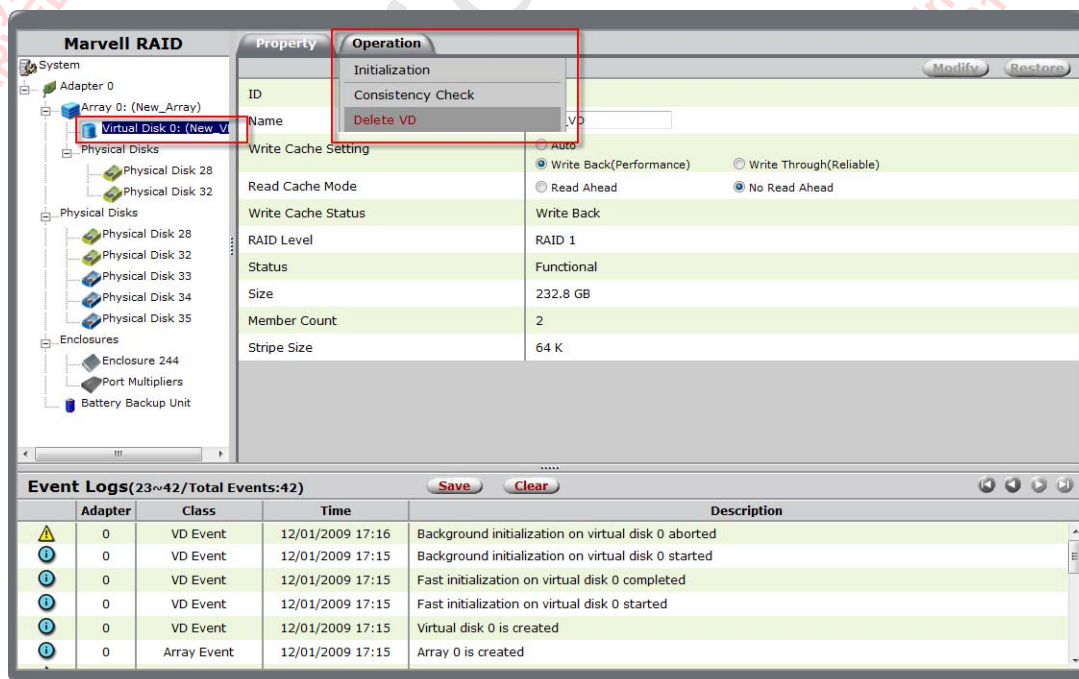 Marvell RAID
Property Operation
System
Adapter 0
Array 0: (New_Array)
Virtual Disk 0: (New_V
Physical Disks
Physical Disk 28
Physical Disk 32
Physical Disks
Physical Disk 28
Physical Disk 32
Physical Disk 33
Physical Disk 34
Physical Disk 35
Enclosures
Enclosure 244
Port Multipliers
Battery Backup Unit
Initialization
Consistency Check
Delete VD
Modify Restore
ID
Name _VD
Write Cache Setting Auto
Write Back(Performance) Write Through(Reliable)
Read Cache Mode Read Ahead No Read Ahead
Write Cache Status Write Back
RAID Level RAID 1
Status Functional
Size 232.8 GB
Member Count 2
Stripe Size 64 K
Event Logs(23~42/Total Events:42) Save Clear
Adapter Class Time Description
0 VD Event 12/01/2009 17:16 Background initialization on virtual disk 0 aborted
0 VD Event 12/01/2009 17:15 Background initialization on virtual disk 0 started
0 VD Event 12/01/2009 17:15 Fast initialization on virtual disk 0 completed
0 VD Event 12/01/2009 17:15 Fast initialization on virtual disk 0 started
0 VD Event 12/01/2009 17:15 Virtual disk 0 is created
0 Array Event 12/01/2009 17:15 Array 0 is created